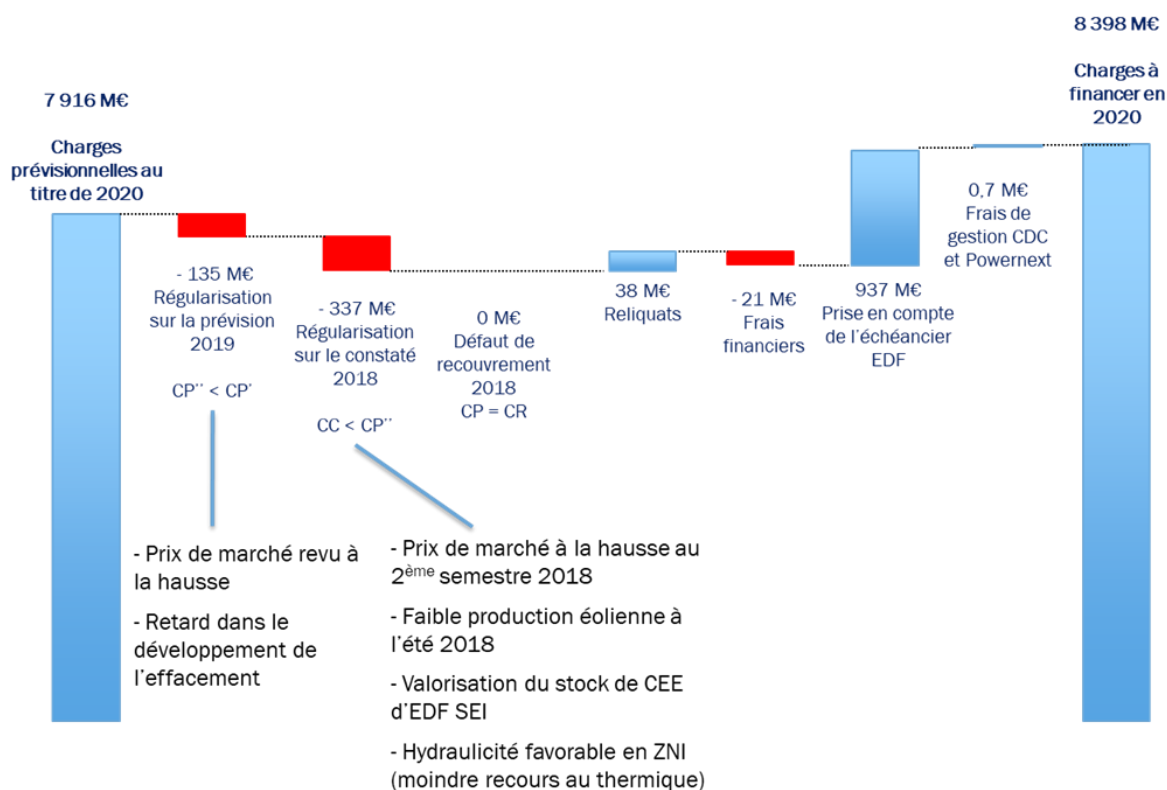 7 916 M€
Charges
prévisionnelles au
titre de 2020
- 135 M€
Régularisation
sur la prévision
2019
CP'' < CP'
- 337 M€
Régularisation
sur le constaté
2018
CC < CP''
0 M€
Défaut de
recouvrement
2018
CP = CR
38 M€
Reliquats
- 21 M€
Frais
financiers
937 M€
Prise en compte
de l'échéancier
EDF
0,7 M€
Frais de
gestion CDC
et Powernext
8 398 M€
Charges à
financer en
2020
- Prix de marché revu à
la hausse
- Retard dans le
développement de
l'effacement
- Prix de marché à la hausse au
2ème semestre 2018
- Faible production éolienne à
l'été 2018
- Valorisation du stock de CEE
d'EDF SEI
- Hydraulicité favorable en ZNI
(moindre recours au thermique)